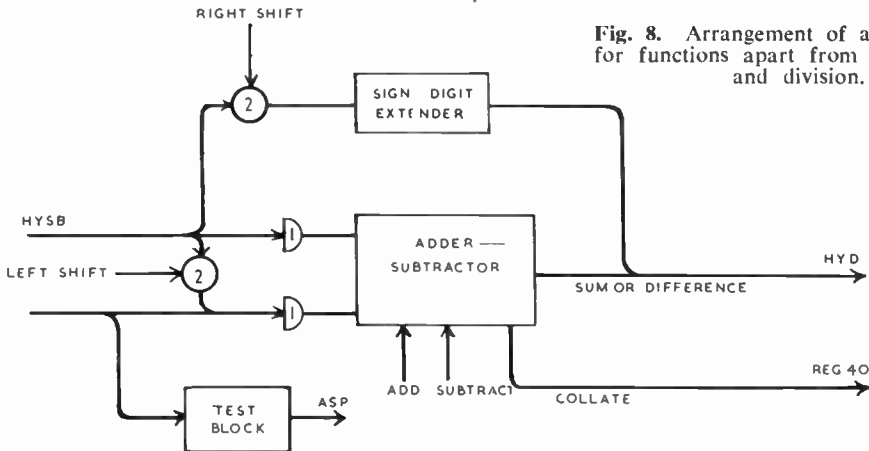 RIGHT SHIFT
Fig. 8. Arrangement of a
for functions apart from
and division.
2
SIGN DIGIT
EXTENDER
HYSB
1
ADDER —
SUBTRACTOR
LEFT SHIFT
2
HYD
SUM OR DIFFERENCE
1
REG 40
ADD SUBTRACT
COLLATE
TEST
BLOCK
ASP